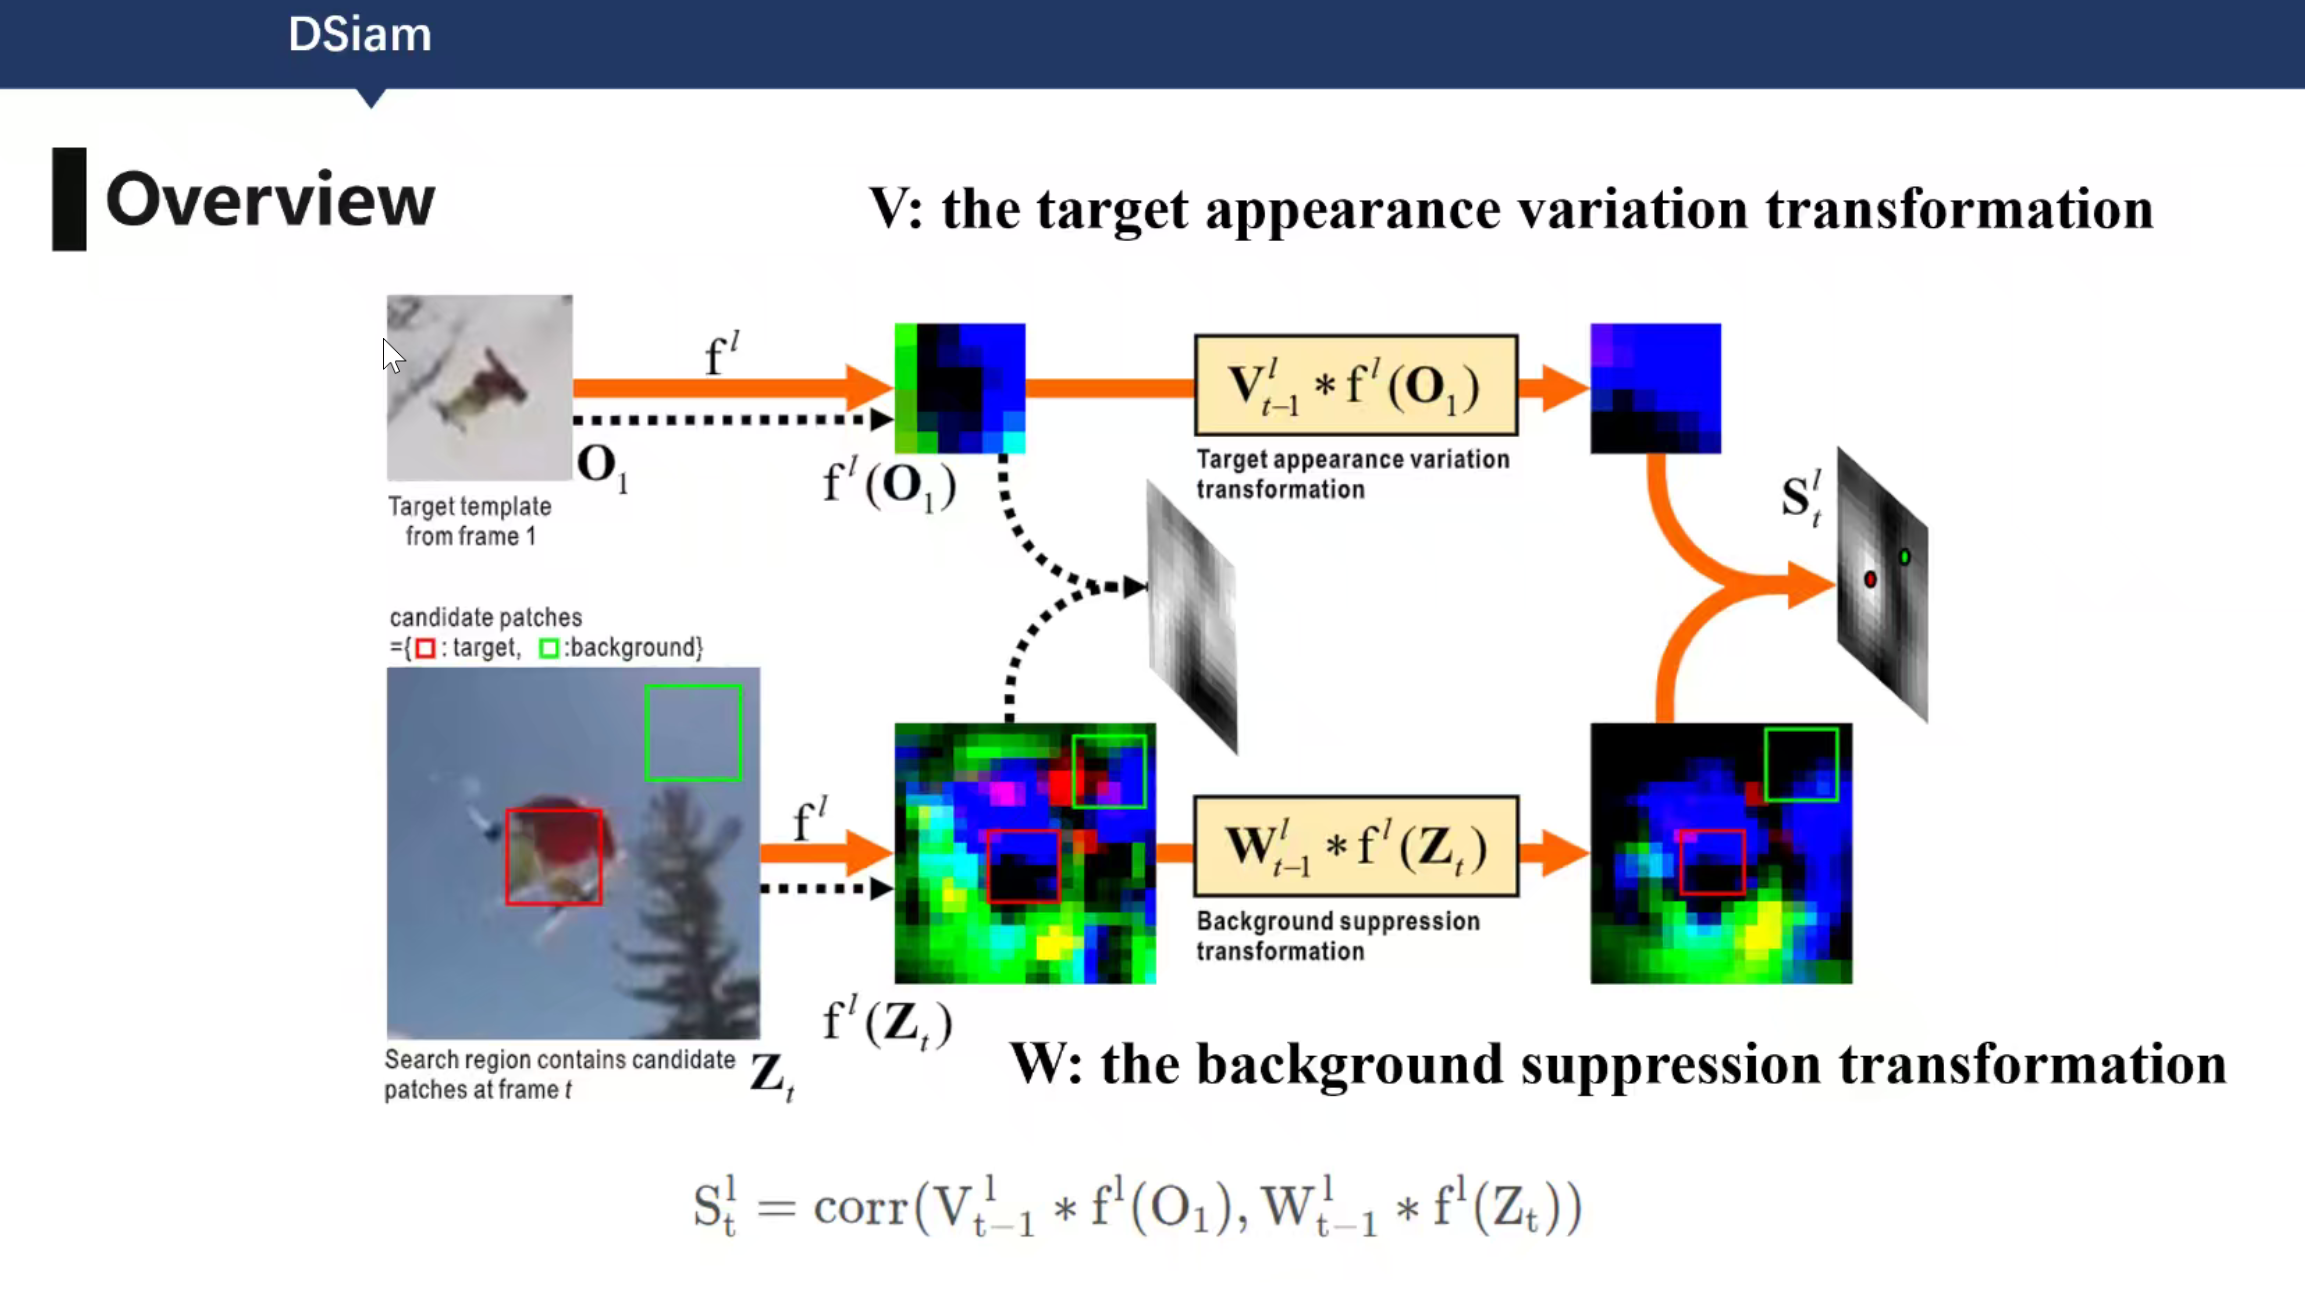 DSiam
Overview
V: the target appearance variation transformation
f^l
V^l_{t-1} * f^l(O_1)
O_1
f^l(O_1)
Target appearance variation
transformation
S^l_t
Target template
from frame 1
candidate patches
={□: target, □:background}
f^l
W^l_{t-1} * f^l(Z_t)
Background suppression
transformation
f^l(Z_t)
Search region contains candidate
patches at frame t
Z_t
W: the background suppression transformation
S^l_t = corr(V^l_{t-1} * f^l(O_1), W^l_{t-1} * f^l(Z_t))